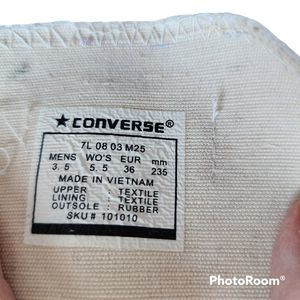 ★ CONVERSE®
7L 08 03 M25
MENS WO'S EUR mm
3.5 5.5 36 235
MADE IN VIETNAM
UPPER : TEXTILE
LINING : TEXTILE
OUTSOLE : RUBBER
SKU # 101010
PhotoRoom®